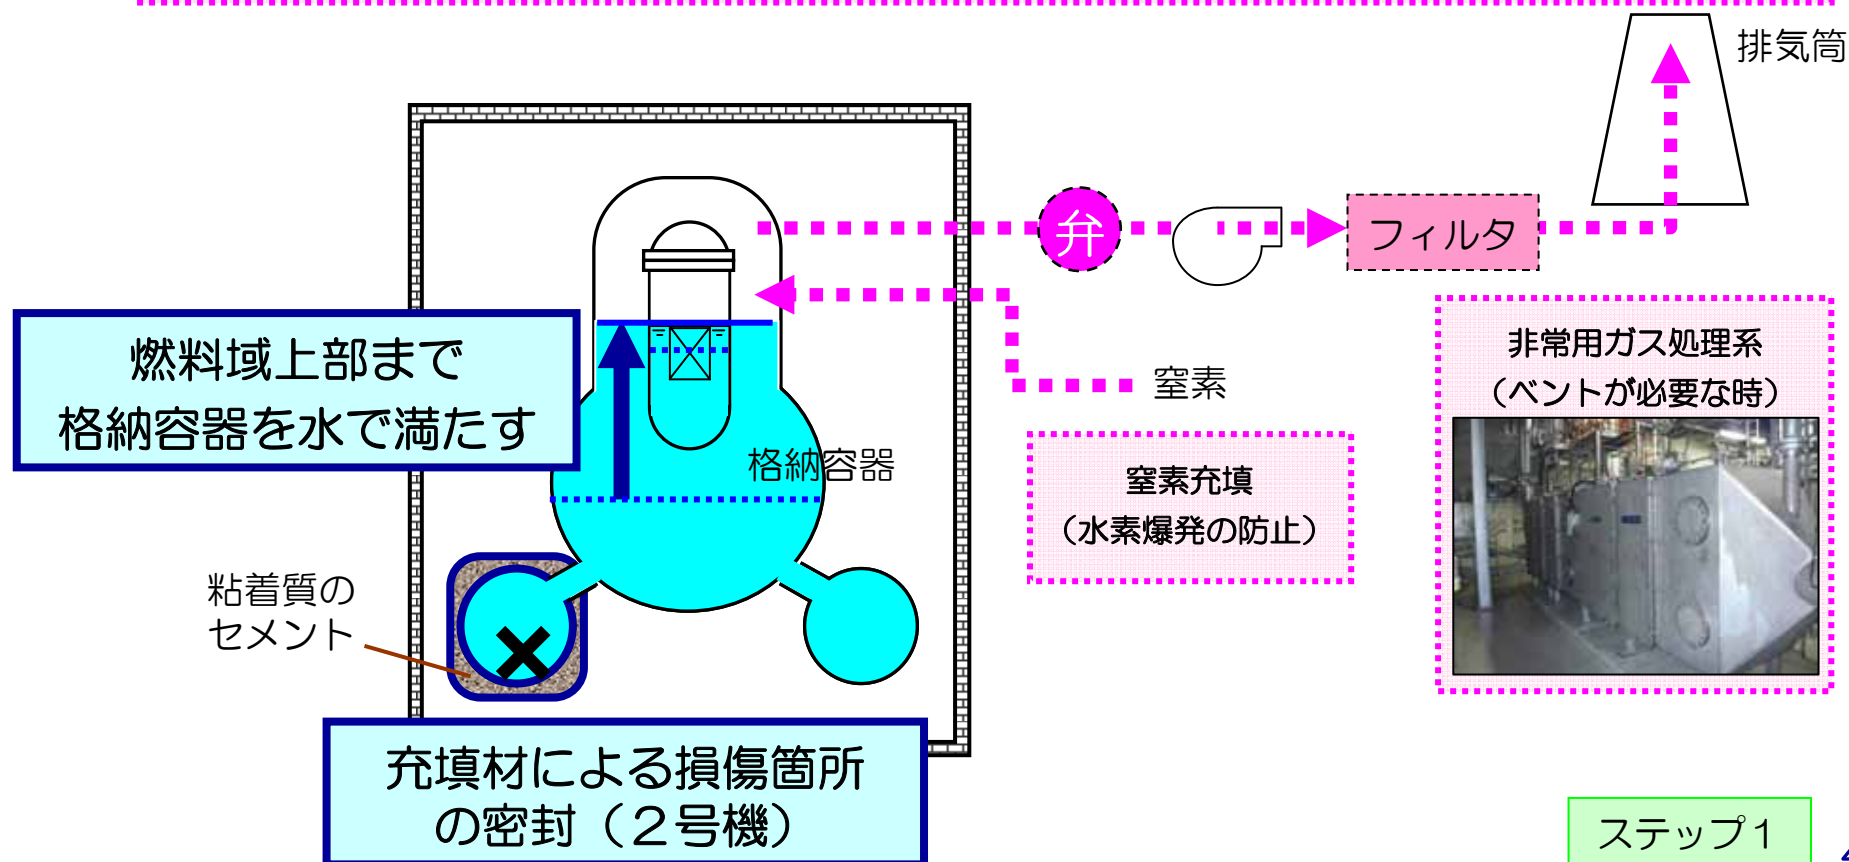 排気筒
弁
フィルタ
燃料域上部まで
格納容器を水で満たす
窒素
非常用ガス処理系
（ベントが必要な時）
格納容器
窒素充填
（水素爆発の防止）
粘着質の
セメント
充填材による損傷箇所
の密封（２号機）
ステップ１